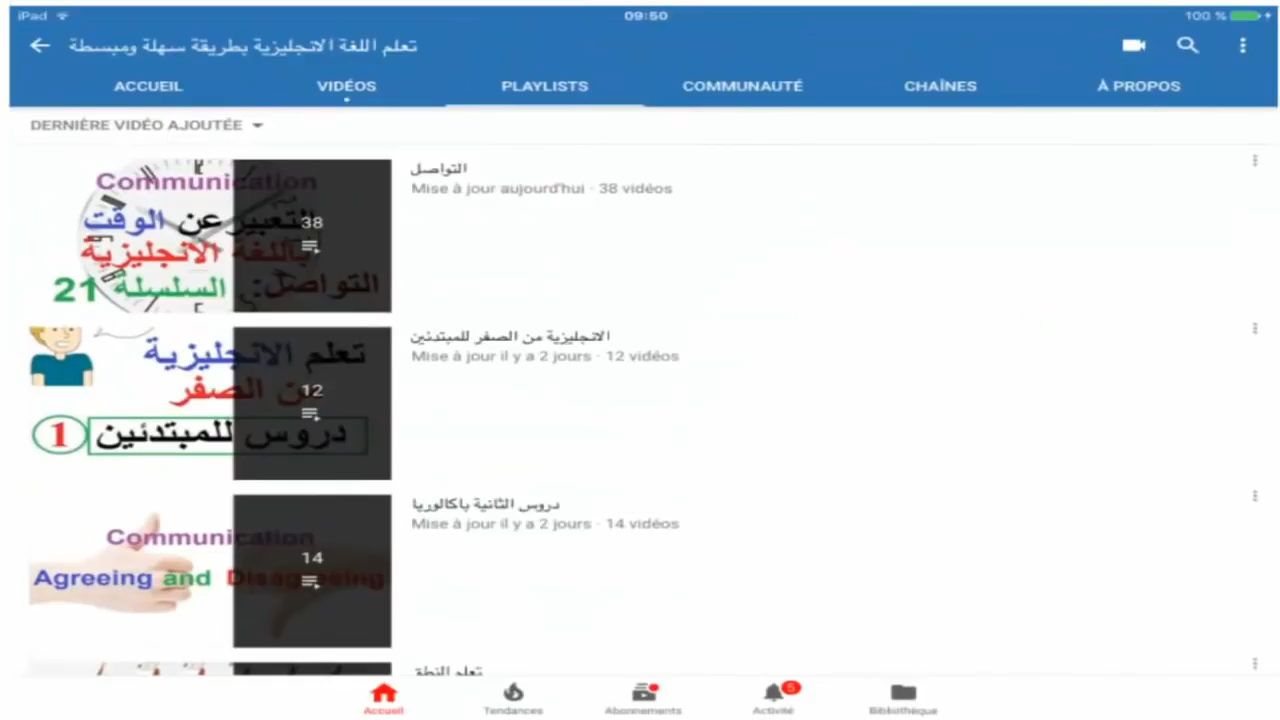 iPad 09:50 100 %
تعلم اللغة الانجليزية بطريقة سهلة ومبسطة
ACCUEIL VIDÉOS PLAYLISTS COMMUNAUTÉ CHAÎNES À PROPOS
DERNIÈRE VIDÉO AJOUTÉE
Communication
التعبير عن الوقت
باللغة الانجليزية
التواصل: السلسلة 21
38
التواصل
Mise à jour aujourd'hui · 38 vidéos
تعلم الانجليزية
من الصفر
دروس للمبتدئين 1
12
الانجليزية من الصفر للمبتدئين
Mise à jour il y a 2 jours · 12 vidéos
Communication
Agreeing and Disagreeing
14
دروس الثانية باكالوريا
Mise à jour il y a 2 jours · 14 vidéos
تعلم النطق
Accueil Tendances Abonnements Activité 5 Bibliothèque